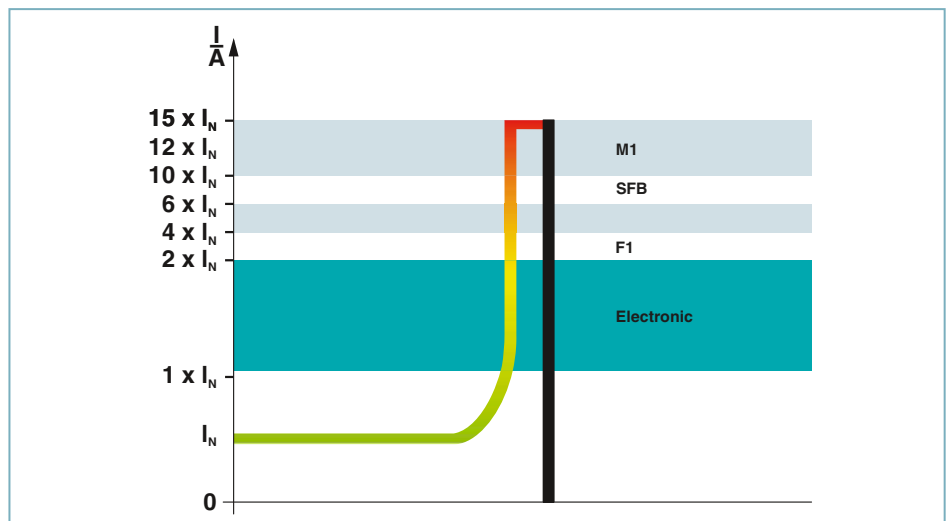 I
A
15 x IN
12 x IN
M1
10 x IN
SFB
6 x IN
4 x IN
F1
2 x IN
Electronic
1 x IN
IN
0